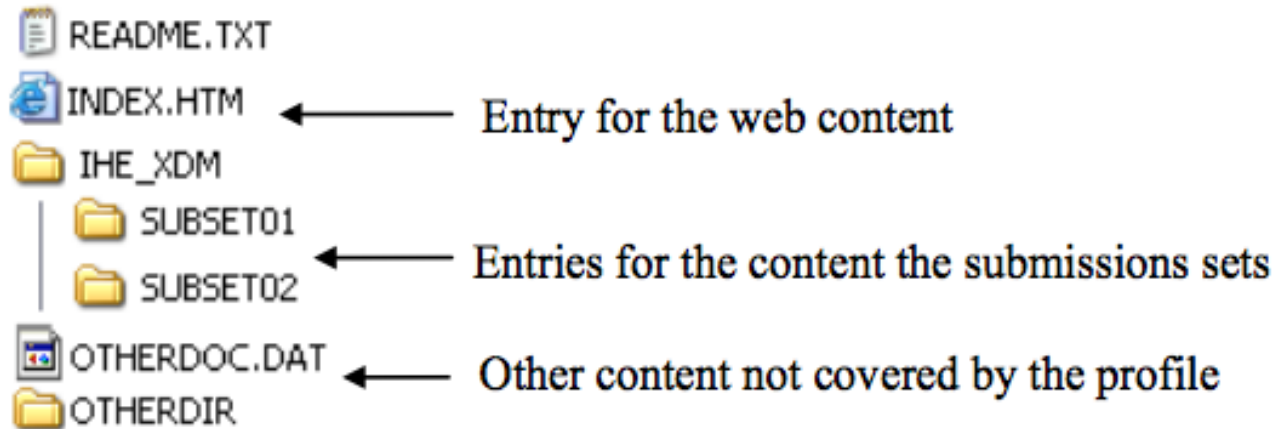 README.TXT
INDEX.HTM Entry for the web content
IHE_XDM
SUBSET01
Entries for the content the submissions sets
SUBSET02
OTHERDOC.DAT
Other content not covered by the profile
OTHERDIR